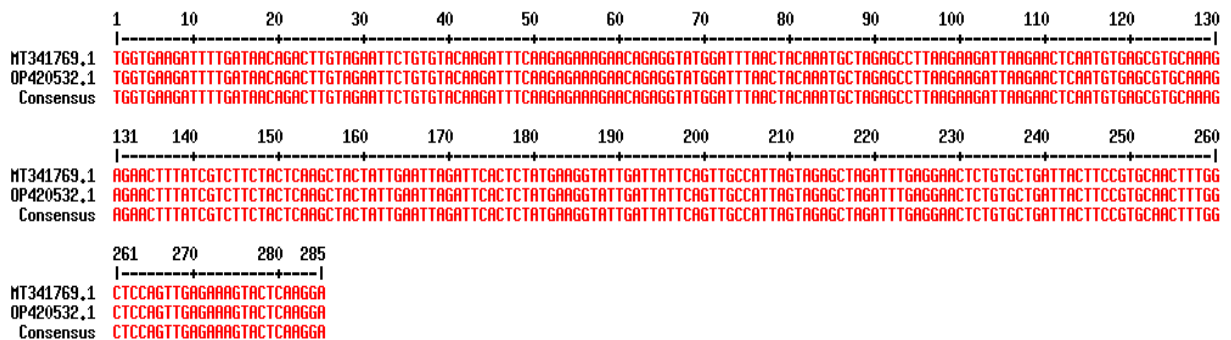 1 10 20 30 40 50 60 70 80 90 100 110 120 130
|--------+---------+---------+---------+---------+---------+---------+---------+---------+---------+---------+---------+---------|
MT341769.1 TGGTGAAGATTTTGATAACAGACTTGTAGAATTCTGTGTACAAGATTTCAAGAGAAAGAACAGAGGTATGGATTTAACTACAAATGCTAGAGCCTTAAGAAGATTAAGAACTCAATGTGAGCGTGCAAAG
OP420532.1 TGGTGAAGATTTTGATAACAGACTTGTAGAATTCTGTGTACAAGATTTCAAGAGAAAGAACAGAGGTATGGATTTAACTACAAATGCTAGAGCCTTAAGAAGATTAAGAACTCAATGTGAGCGTGCAAAG
Consensus TGGTGAAGATTTTGATAACAGACTTGTAGAATTCTGTGTACAAGATTTCAAGAGAAAGAACAGAGGTATGGATTTAACTACAAATGCTAGAGCCTTAAGAAGATTAAGAACTCAATGTGAGCGTGCAAAG
131 140 150 160 170 180 190 200 210 220 230 240 250 260
|--------+---------+---------+---------+---------+---------+---------+---------+---------+---------+---------+---------+---------|
MT341769.1 AGAACTTTATCGTCTTCTACTCAAGCTACTATTGAATTAGATTCACTCTATGAAGGTATTGATTATTCAGTTGCCATTAGTAGAGCTAGATTTGAGGAACTCTGTGCTGATTACTTCCGTGCAACTTTGG
OP420532.1 AGAACTTTATCGTCTTCTACTCAAGCTACTATTGAATTAGATTCACTCTATGAAGGTATTGATTATTCAGTTGCCATTAGTAGAGCTAGATTTGAGGAACTCTGTGCTGATTACTTCCGTGCAACTTTGG
Consensus AGAACTTTATCGTCTTCTACTCAAGCTACTATTGAATTAGATTCACTCTATGAAGGTATTGATTATTCAGTTGCCATTAGTAGAGCTAGATTTGAGGAACTCTGTGCTGATTACTTCCGTGCAACTTTGG
261 270 280 285
|--------+---------+----|
MT341769.1 CTCCAGTTGAGAAAGTACTCAAGGA
OP420532.1 CTCCAGTTGAGAAAGTACTCAAGGA
Consensus CTCCAGTTGAGAAAGTACTCAAGGA